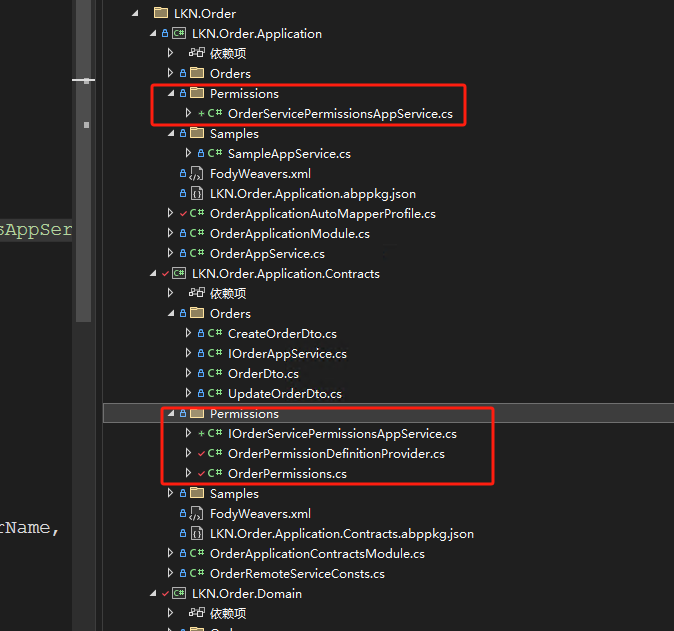 LKN.Order
C# LKN.Order.Application
依赖项
Orders
Permissions
+ C# OrderServicePermissionsAppService.cs
Samples
C# SampleAppService.cs
FodyWeavers.xml
LKN.Order.Application.abppkg.json
C# OrderApplicationAutoMapperProfile.cs
C# OrderApplicationModule.cs
sAppSer
C# OrderAppService.cs
C# LKN.Order.Application.Contracts
依赖项
Orders
C# CreateOrderDto.cs
C# IOrderAppService.cs
C# OrderDto.cs
C# UpdateOrderDto.cs
Permissions
+ C# IOrderServicePermissionsAppService.cs
C# OrderPermissionDefinitionProvider.cs
C# OrderPermissions.cs
Samples
FodyWeavers.xml
rName,
LKN.Order.Application.Contracts.abppkg.json
C# OrderApplicationContractsModule.cs
C# OrderRemoteServiceConsts.cs
C# LKN.Order.Domain
依赖项